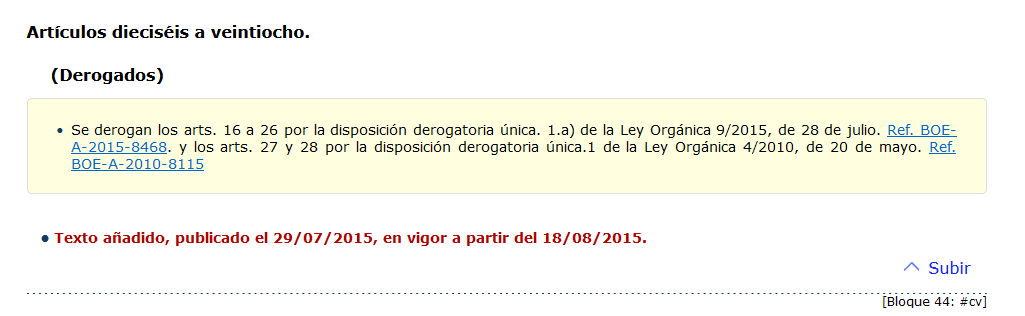 Artículos dieciséis a veintiocho.
(Derogados)
• Se derogan los arts. 16 a 26 por la disposición derogatoria única. 1.a) de la Ley Orgánica 9/2015, de 28 de julio. Ref. BOE-
A-2015-8468. y los arts. 27 y 28 por la disposición derogatoria única.1 de la Ley Orgánica 4/2010, de 20 de mayo. Ref.
BOE-A-2010-8115
• Texto añadido, publicado el 29/07/2015, en vigor a partir del 18/08/2015.
Subir
[Bloque 44: #cv]